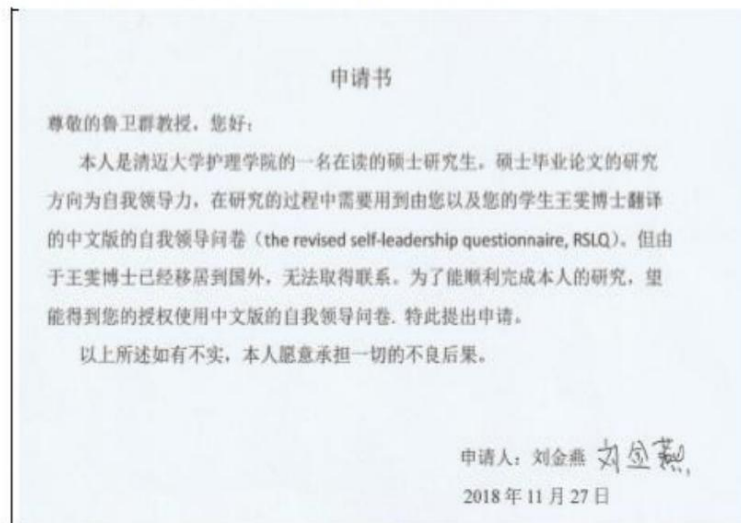 申请书
尊敬的鲁卫群教授，您好：
本人是清迈大学护理学院的一名在读的硕士研究生。硕士毕业论文的研究
方向为自我领导力，在研究的过程中需要用到由您以及您的学生王雯博士翻译
的中文版的自我领导问卷（the revised self-leadership questionnaire, RSLQ）。但由
于王雯博士已经移居到国外，无法取得联系。为了能顺利完成本人的研究，望
能得到您的授权使用中文版的自我领导问卷. 特此提出申请。
以上所述如有不实，本人愿意承担一切的不良后果。
申请人：刘金燕 刘金燕
2018 年 11 月 27 日